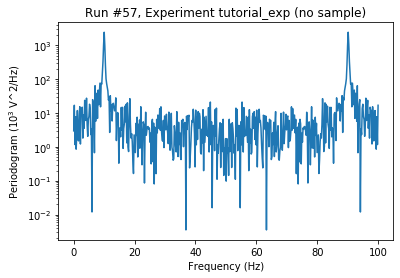 Run #57, Experiment tutorial_exp (no sample)
Periodogram (10³ V^2/Hz)
10³
10²
10¹
10⁰
10⁻¹
10⁻²
0 20 40 60 80 100
Frequency (Hz)